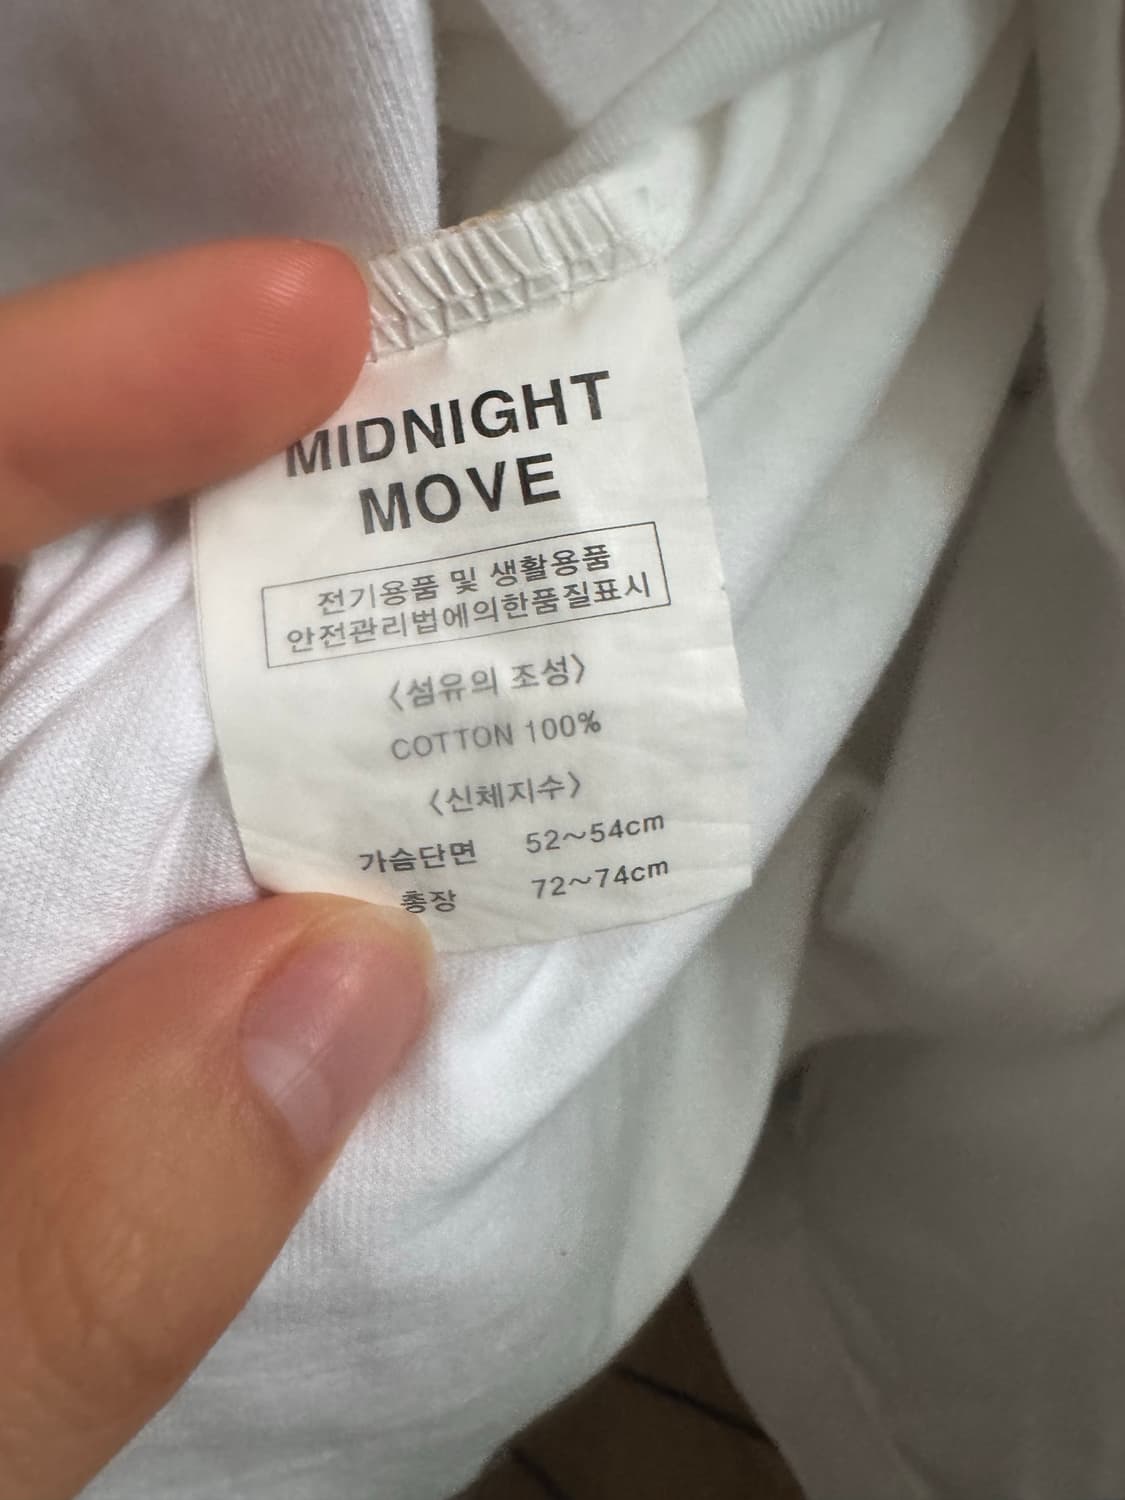 MIDNIGHT
MOVE
전기용품 및 생활용품
안전관리법에의한품질표시
〈섬유의 조성〉
COTTON 100%
〈신체지수〉
가슴단면 52~54cm
총장 72~74cm